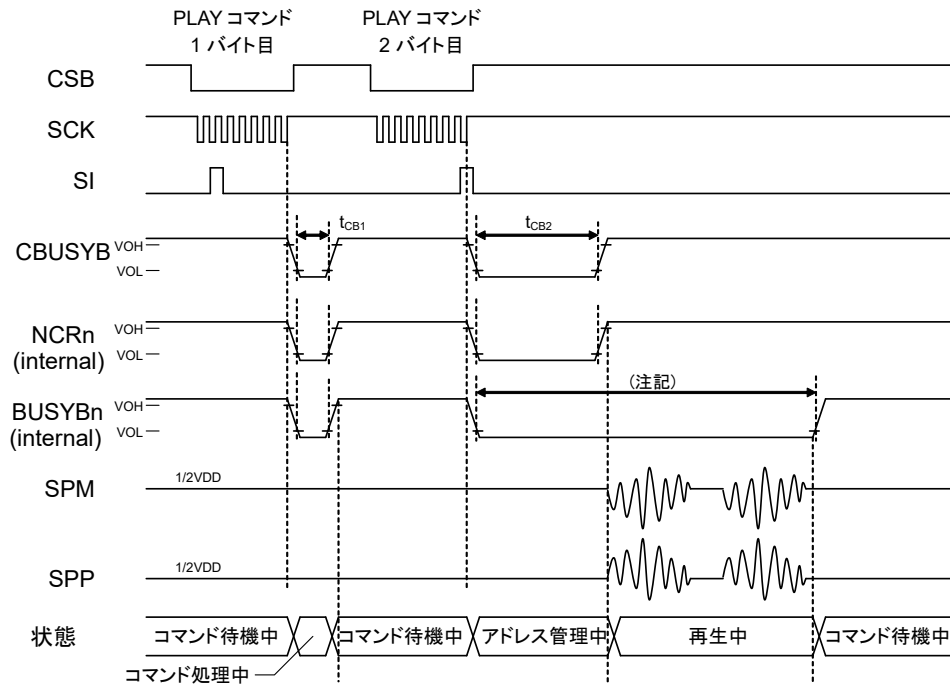 PLAY コマンド
1 バイト目
PLAY コマンド
2 バイト目
CSB
SCK
SI
tCB1
tCB2
CBUSYB
VOH
VOL
NCRn
(internal)
VOH
VOL
(注記)
BUSYBn
(internal)
VOH
VOL
SPM
1/2VDD
SPP
1/2VDD
状態
コマンド待機中
コマンド待機中
アドレス管理中
再生中
コマンド待機中
コマンド処理中